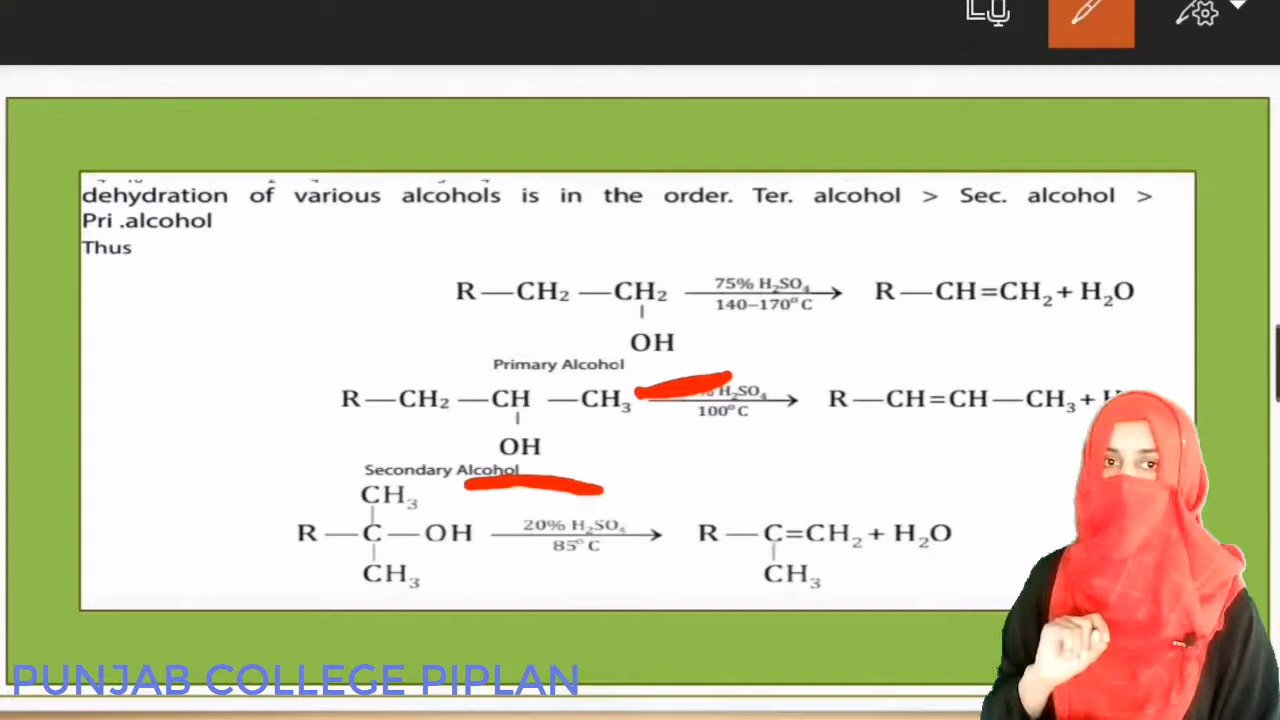 dehydration of various alcohols is in the order. Ter. alcohol > Sec. alcohol >
Pri .alcohol
Thus
R—CH₂—CH₂ 75% H₂SO₄ R—CH=CH₂+ H₂O
140–170°C
OH
Primary Alcohol
R—CH₂—CH—CH₃ H₂SO₄ R—CH=CH—CH₃+
100°C
OH
Secondary Alcohol
CH₃
R—C—OH 20% H₂SO₄ R—C=CH₂+ H₂O
85°C
CH₃ CH₃
PUNJAB COLLEGE PIPLAN